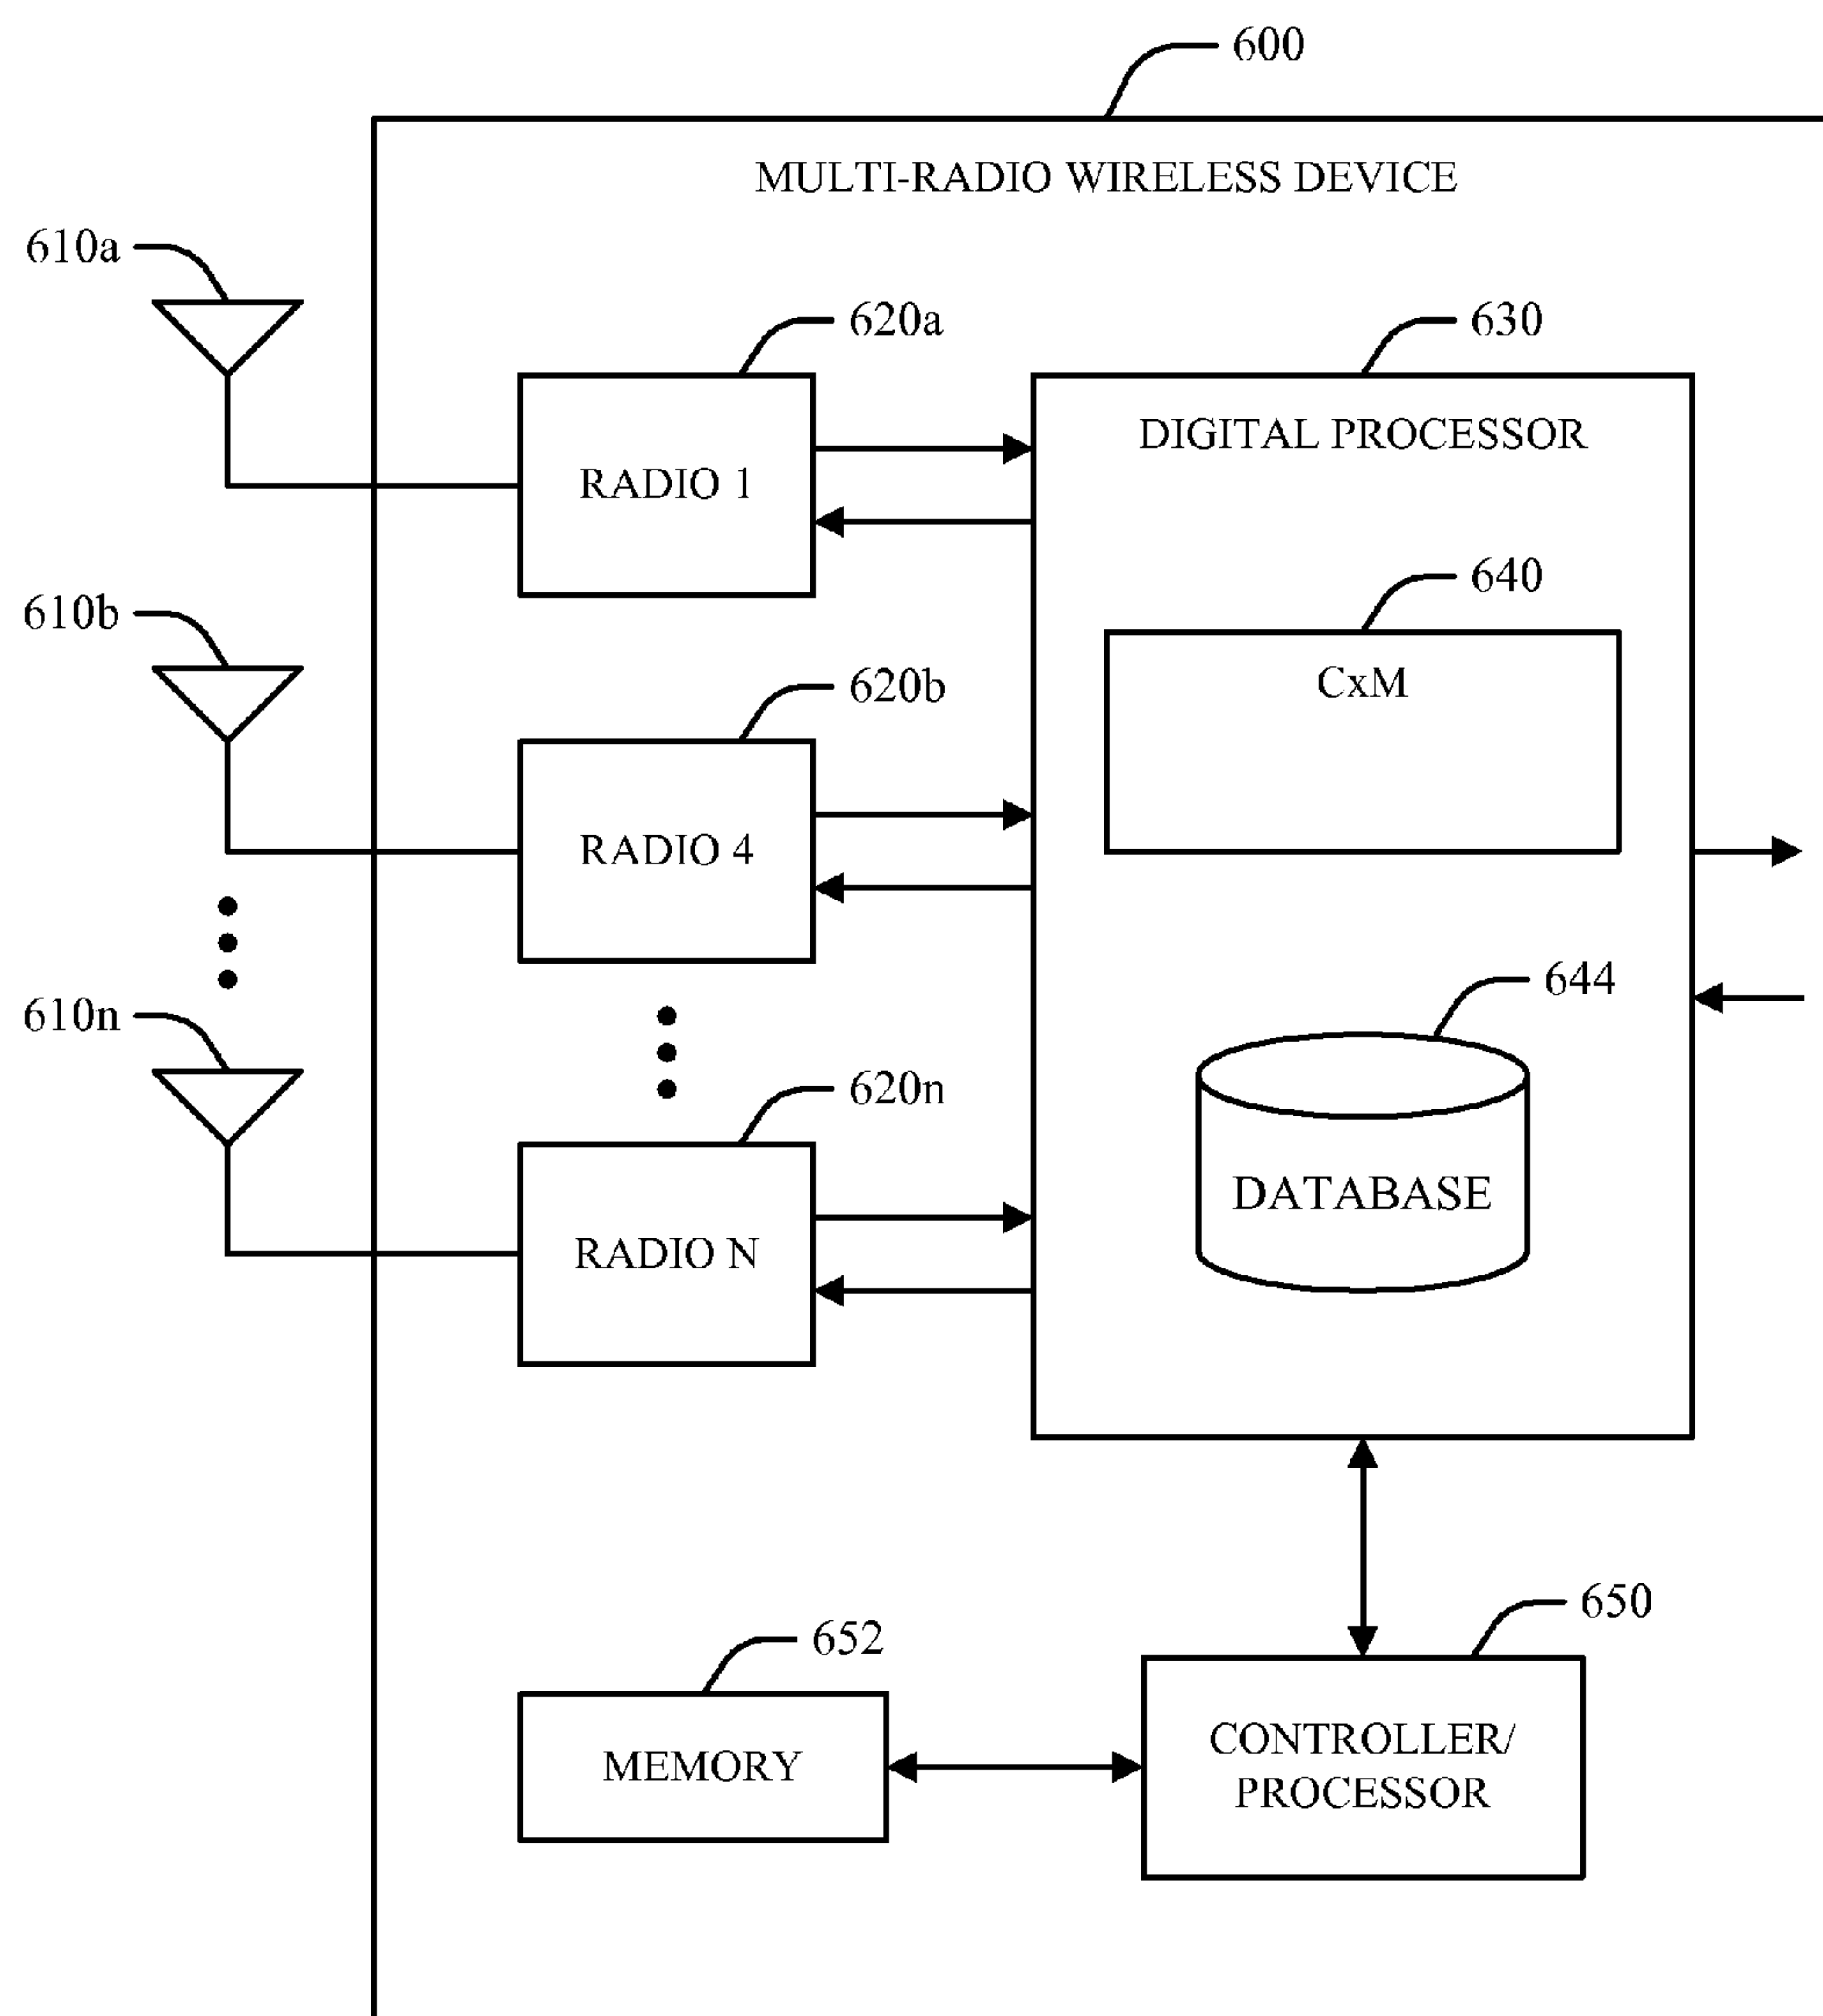 600
MULTI-RADIO WIRELESS DEVICE
610a
620a
630
DIGITAL PROCESSOR
RADIO 1
640
610b
CxM
620b
RADIO 4
644
610n
620n
DATABASE
RADIO N
650
652
CONTROLLER/
MEMORY
PROCESSOR